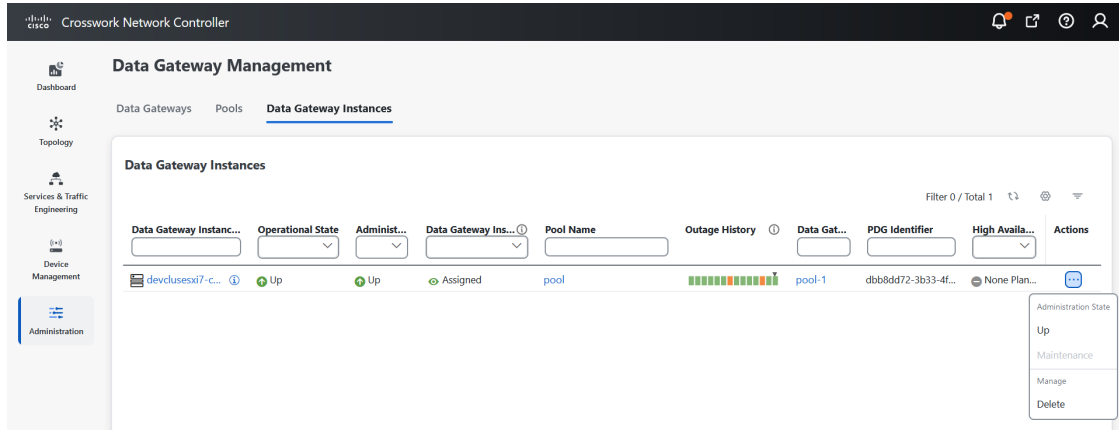 cisco Crosswork Network Controller
Dashboard
Topology
Services & Traffic
Engineering
Device
Management
Administration
Data Gateway Management
Data Gateways Pools Data Gateway Instances
Data Gateway Instances
Filter 0 / Total 1
Data Gateway Instanc... Operational State Administ... Data Gateway Ins... Pool Name Outage History Data Gat... PDG Identifier High Availa... Actions
devclusesxi7-c... Up Up Assigned pool pool-1 dbb8dd72-3b33-4f... None Plan...
Administration State
Up
Maintenance
Manage
Delete